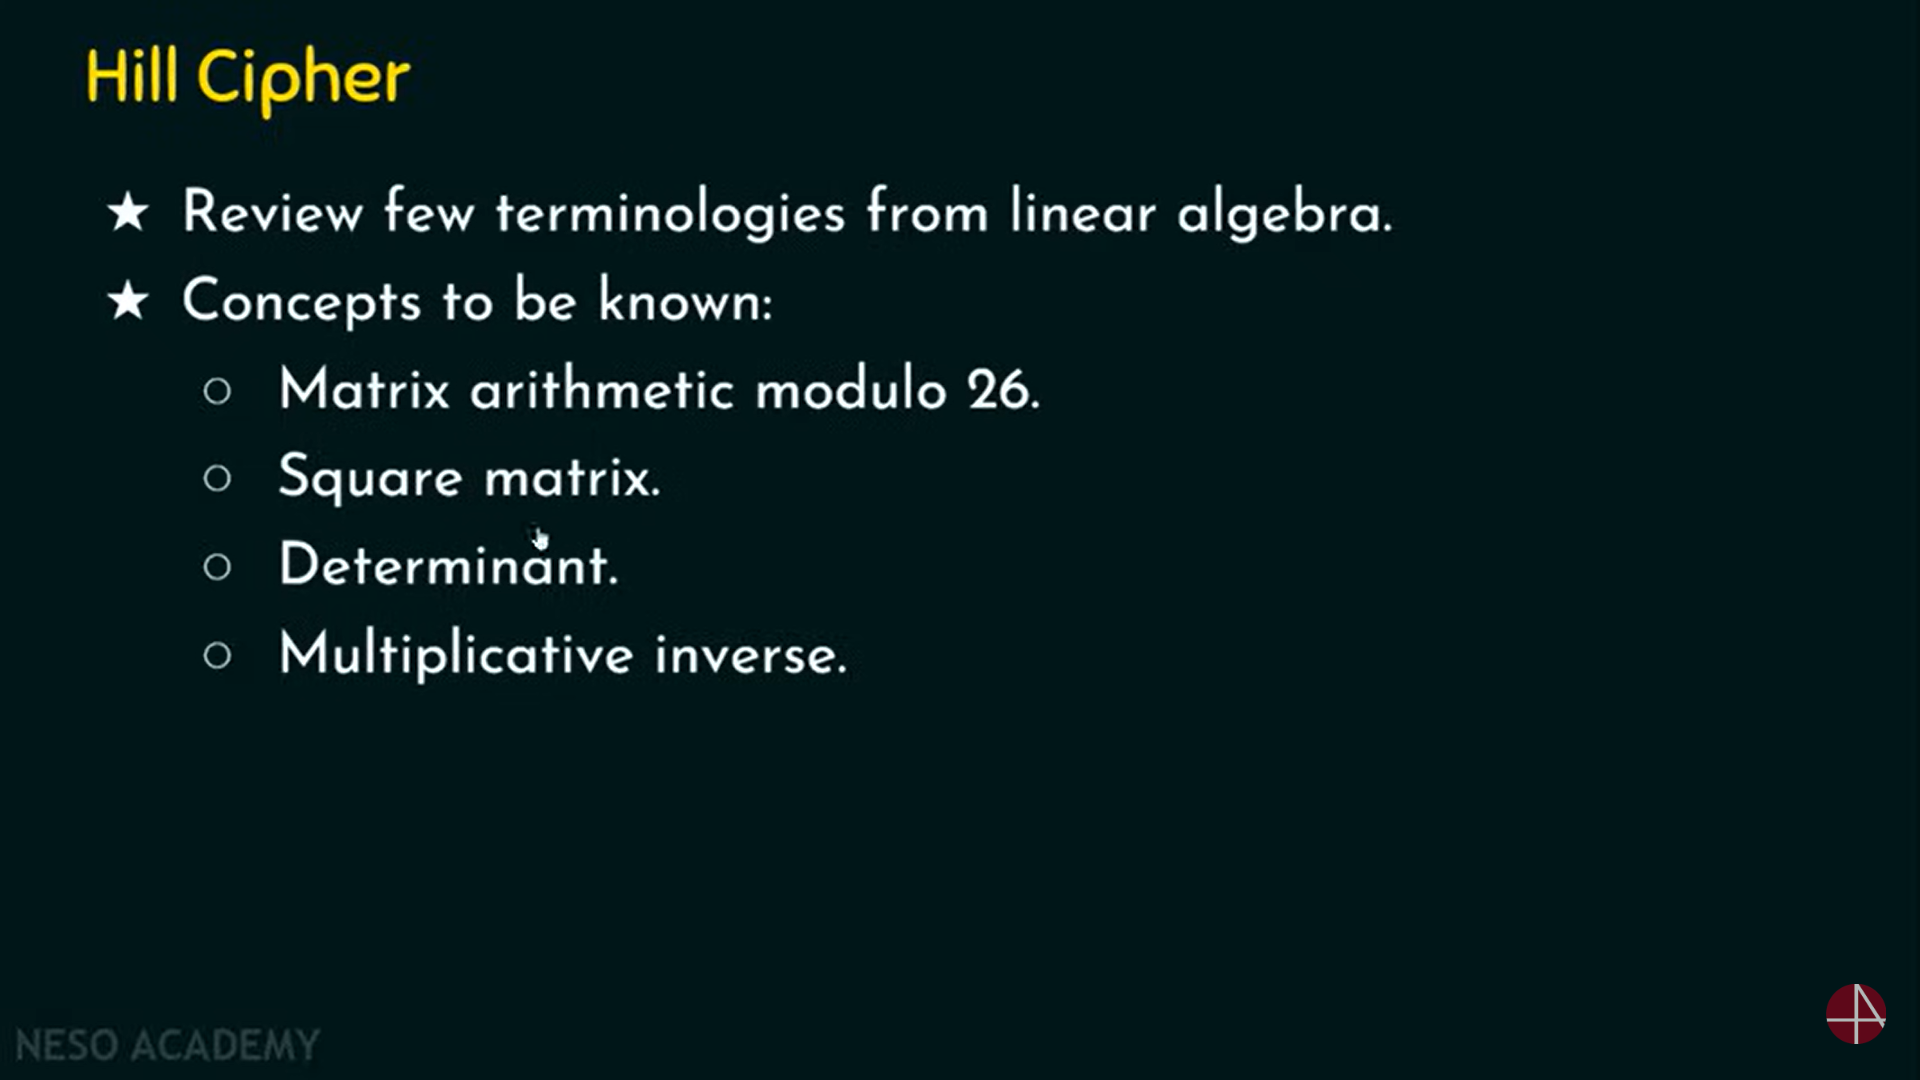 Hill Cipher
★ Review few terminologies from linear algebra.
★ Concepts to be known:
○ Matrix arithmetic modulo 26.
○ Square matrix.
○ Determinant.
○ Multiplicative inverse.
NESO ACADEMY